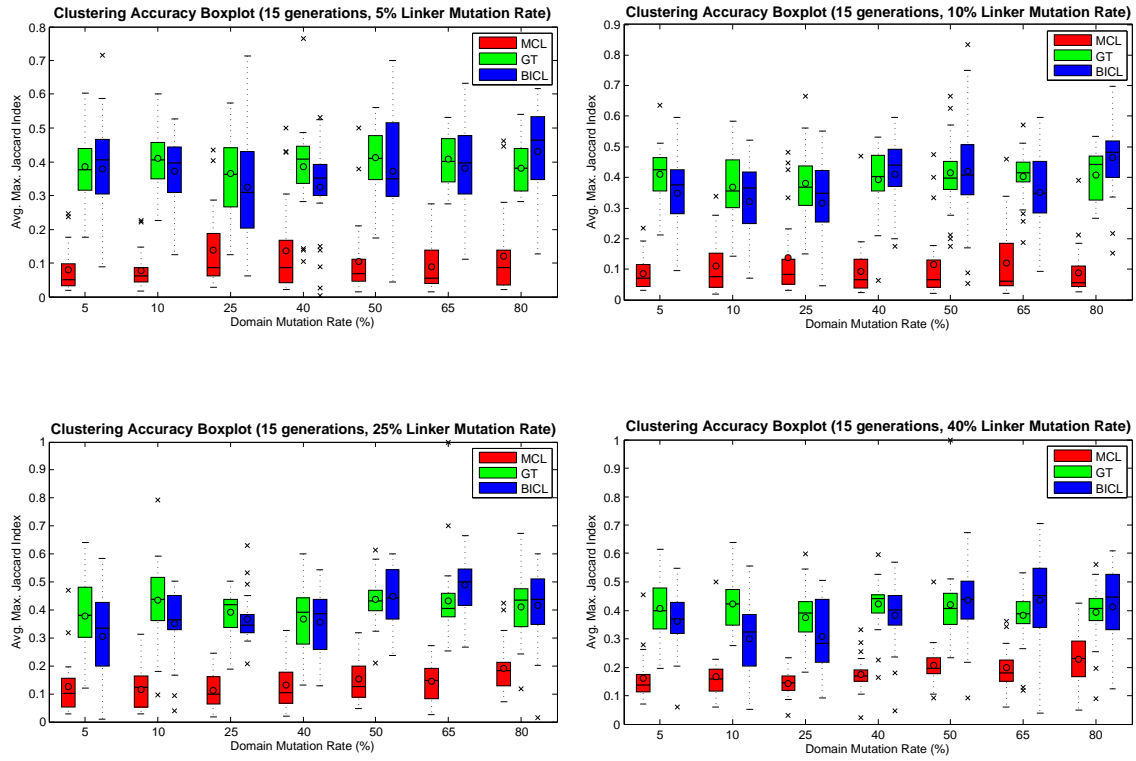 Clustering Accuracy Boxplot (15 generations, 5% Linker Mutation Rate)
0.8
0.7
0.6
0.5
0.4
0.3
0.2
0.1
0
Avg. Max. Jaccard Index
MCL
GT
BICL
5 10 25 40 50 65 80
Domain Mutation Rate (%)
Clustering Accuracy Boxplot (15 generations, 10% Linker Mutation Rate)
0.9
0.8
0.7
0.6
0.5
0.4
0.3
0.2
0.1
0
Avg. Max. Jaccard Index
MCL
GT
BICL
5 10 25 40 50 65 80
Domain Mutation Rate (%)
Clustering Accuracy Boxplot (15 generations, 25% Linker Mutation Rate)
1
0.9
0.8
0.7
0.6
0.5
0.4
0.3
0.2
0.1
0
Avg. Max. Jaccard Index
MCL
GT
BICL
5 10 25 40 50 65 80
Domain Mutation Rate (%)
Clustering Accuracy Boxplot (15 generations, 40% Linker Mutation Rate)
1
0.9
0.8
0.7
0.6
0.5
0.4
0.3
0.2
0.1
0
Avg. Max. Jaccard Index
MCL
GT
BICL
5 10 25 40 50 65 80
Domain Mutation Rate (%)